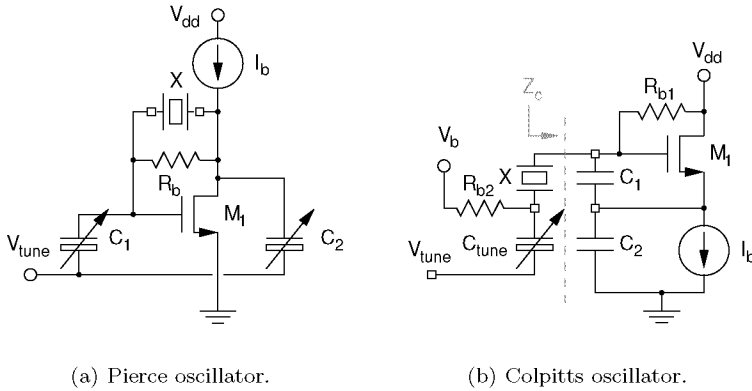 V_dd
I_b
X
R_b
M_1
V_tune
C_1
C_2
(a) Pierce oscillator.
V_dd
R_b1
Z_c
V_b
M_1
R_b2
X
C_1
V_tune
C_tune
C_2
I_b
(b) Colpitts oscillator.